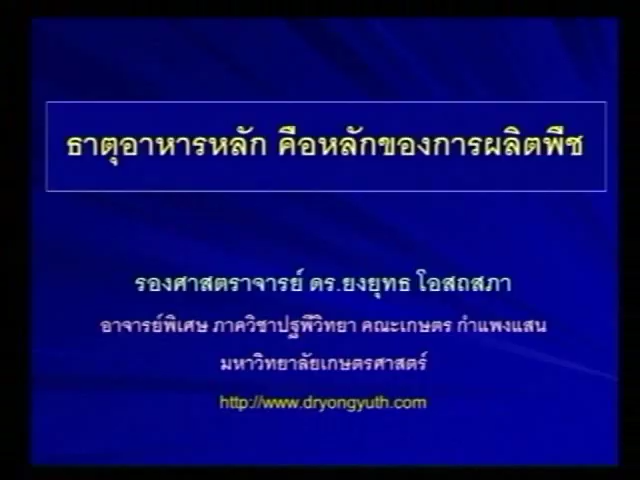 ธาตุอาหารหลัก คือหลักของการผลิตพืช
รองศาสตราจารย์ ดร.ยงยุทธ โอสถสภา
อาจารย์พิเศษ ภาควิชาปฐพีวิทยา คณะเกษตร กำแพงแสน
มหาวิทยาลัยเกษตรศาสตร์
http://www.dryongyuth.com